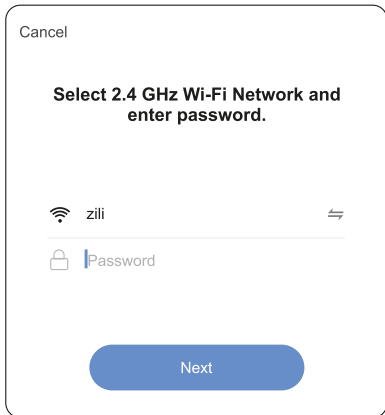 Cancel
Select 2.4 GHz Wi-Fi Network and
enter password.
zili
Password
Next